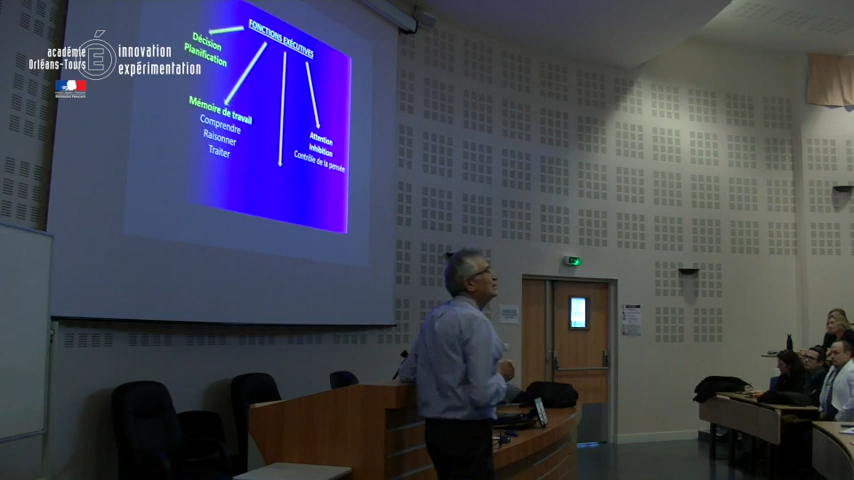 académie
Orléans-Tours
É
innovation
expérimentation
FONCTIONS EXÉCUTIVES
Décision
Planification
Mémoire de travail
Comprendre
Raisonner
Traiter
Attention
Inhibition
Contrôle de la pensée